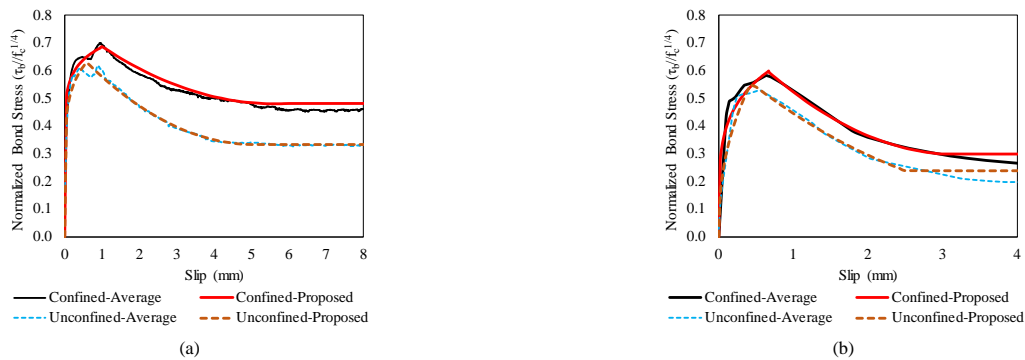 Normalized Bond Stress (τb//fc1/4)
0.8
0.7
0.6
0.5
0.4
0.3
0.2
0.1
0.0
0 1 2 3 4 5 6 7 8
Slip (mm)
Confined-Average Confined-Proposed
Unconfined-Average Unconfined-Proposed
(a)
Normalized Bond Stress (τb//fc1/4)
0.8
0.7
0.6
0.5
0.4
0.3
0.2
0.1
0.0
0 1 2 3 4
Slip (mm)
Confined-Average Confined-Proposed
Unconfined-Average Unconfined-Proposed
(b)